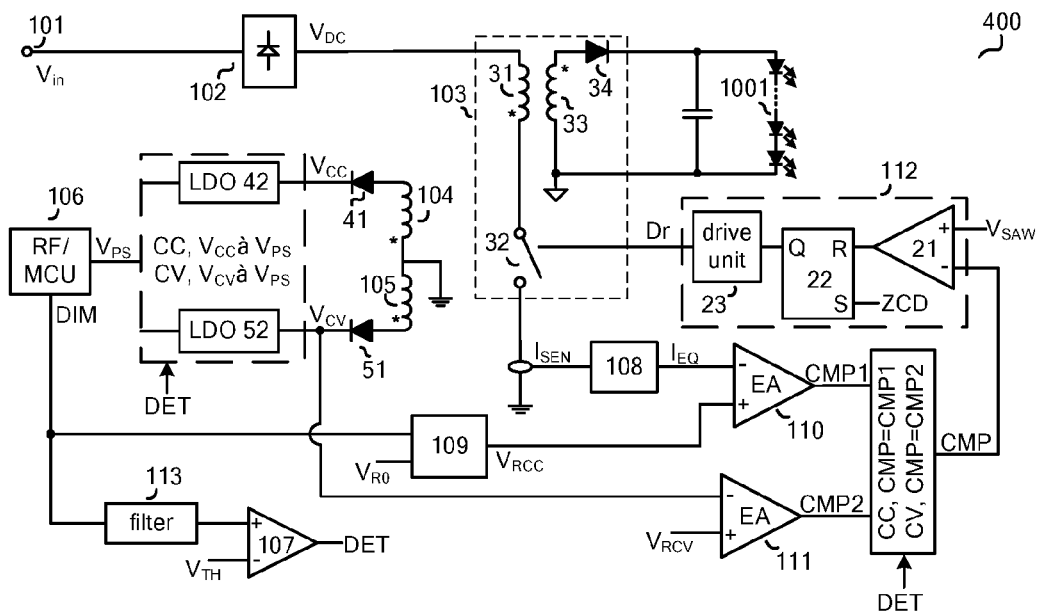 101
V_in
102
V_DC
103
31
32
33
34
1001
400
106
RF/
MCU
V_PS
DIM
LDO 42
CC, V_CCà V_PS
CV, V_CVà V_PS
LDO 52
DET
V_CC
41
104
105
V_CV
51
112
Dr
drive
unit
23
Q
R
22
S
ZCD
21
+
-
V_SAW
I_SEN
108
I_EQ
-
EA
+
110
CMP1
109
V_R0
V_RCC
-
EA
+
111
CMP2
V_RCV
CC, CMP=CMP1
CV, CMP=CMP2
CMP
DET
113
filter
+
107
-
V_TH
DET